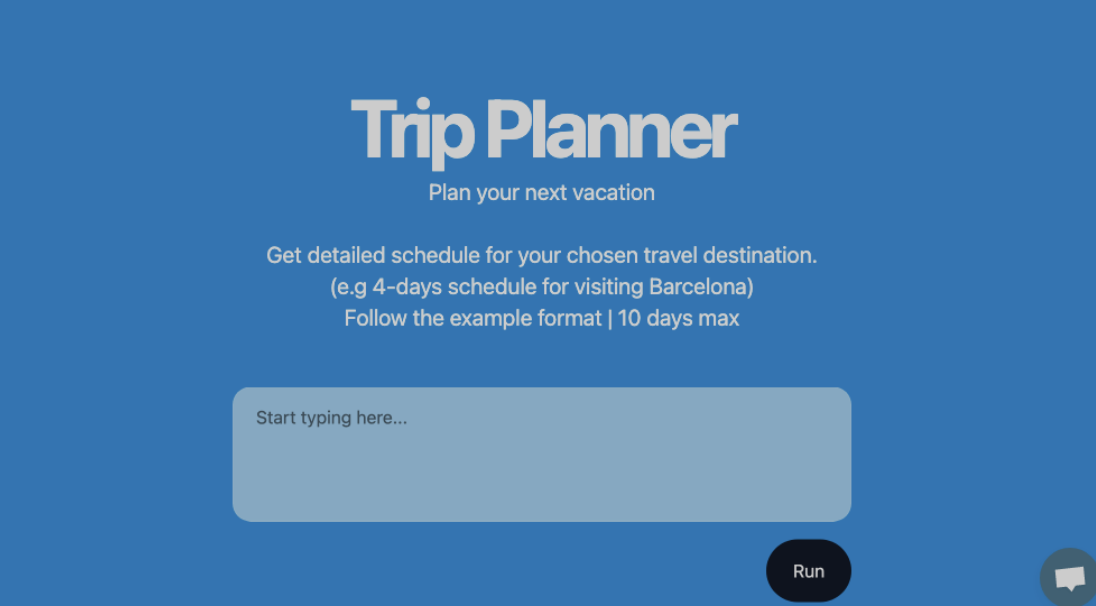 Trip Planner
Plan your next vacation
Get detailed schedule for your chosen travel destination.
(e.g 4-days schedule for visiting Barcelona)
Follow the example format | 10 days max
Start typing here...
Run